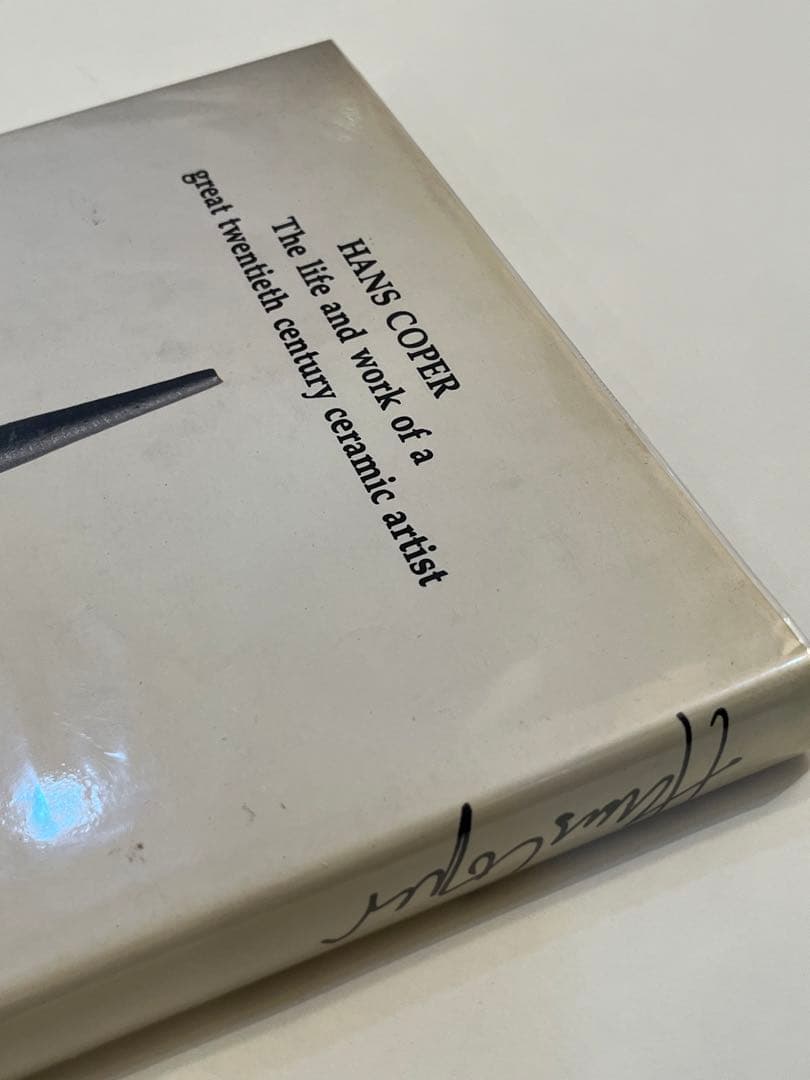 HANS COPER
The life and work of a
great twentieth century ceramic artist
Hans Coper